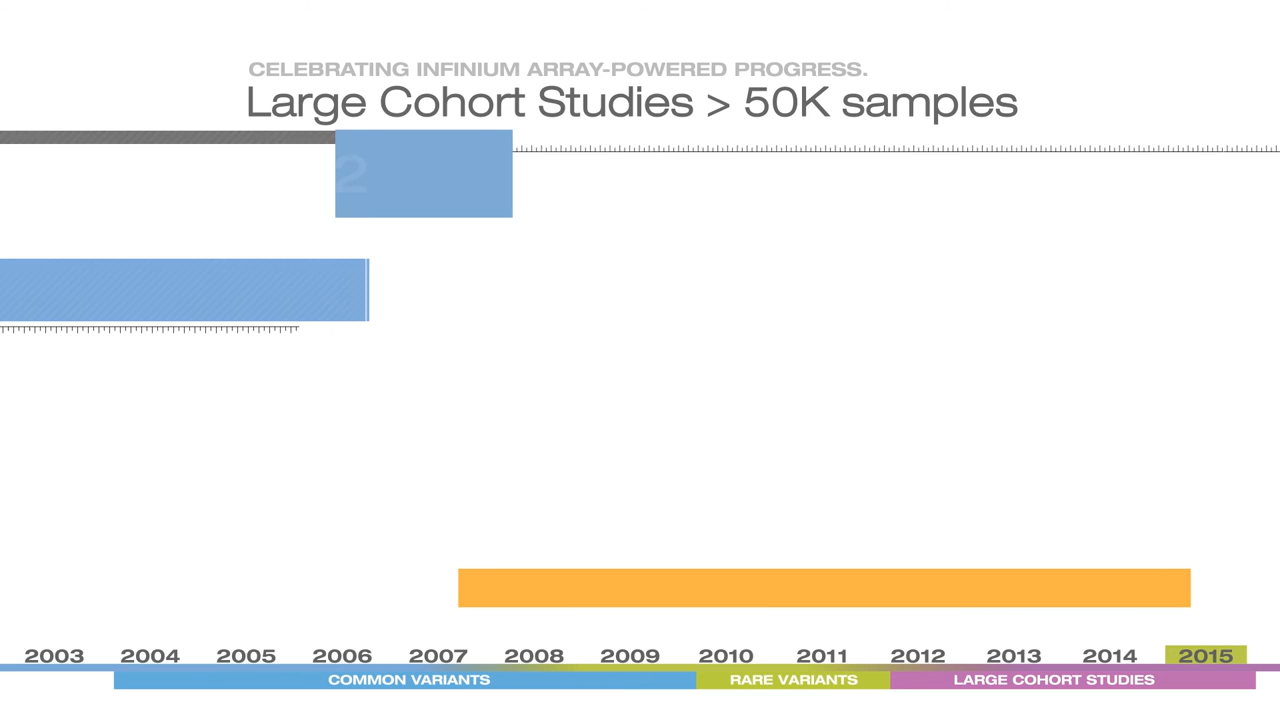 CELEBRATING INFINIUM ARRAY-POWERED PROGRESS.
Large Cohort Studies > 50K samples
2
2003 2004 2005 2006 2007 2008 2009 2010 2011 2012 2013 2014 2015
COMMON VARIANTS RARE VARIANTS LARGE COHORT STUDIES